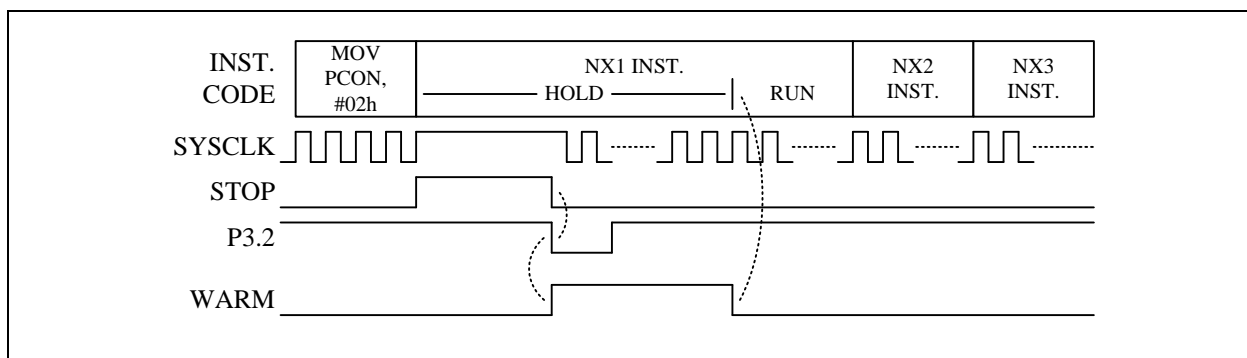 INST.
CODE
MOV
PCON,
#02h
NX1 INST.
HOLD
RUN
NX2
INST.
NX3
INST.
SYSCLK
STOP
P3.2
WARM